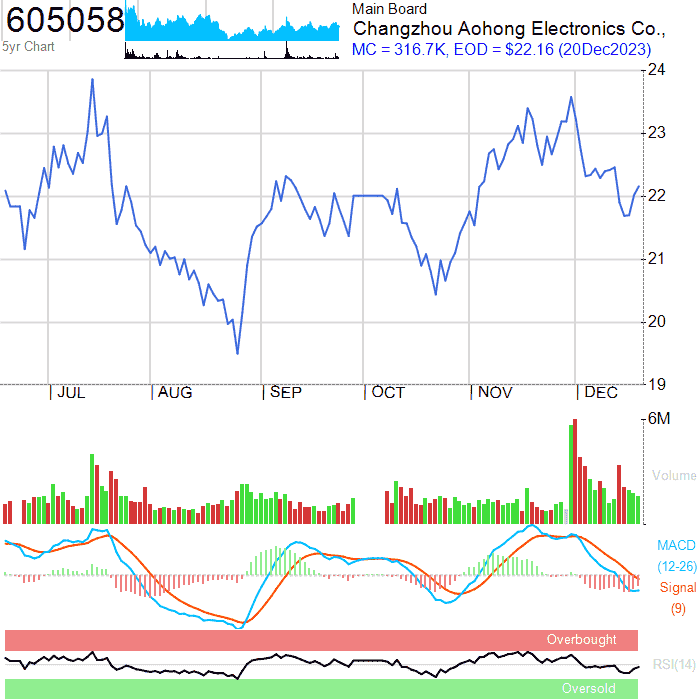 605058
5yr Chart
Main Board
Changzhou Aohong Electronics Co.,
MC = 316.7K, EOD = $22.16 (20Dec2023)
24
23
22
21
20
19
JUL
AUG
SEP
OCT
NOV
DEC
6M
Volume
MACD
(12-26)
Signal
(9)
Overbought
RSI(14)
Oversold